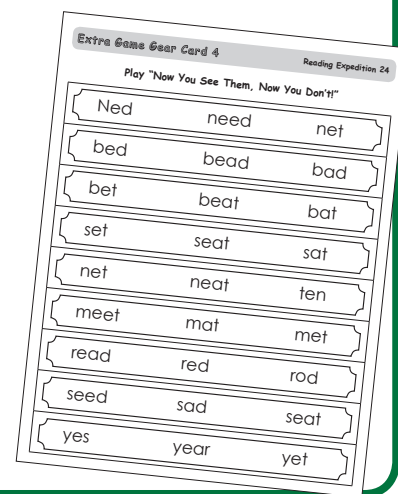 Extra Game Gear Card 4 Reading Expedition 24
Play "Now You See Them, Now You Don't!"
Ned need net
bed bead bad
bet beat bat
set seat sat
net neat ten
meet mat met
read red rod
seed sad seat
yes year yet